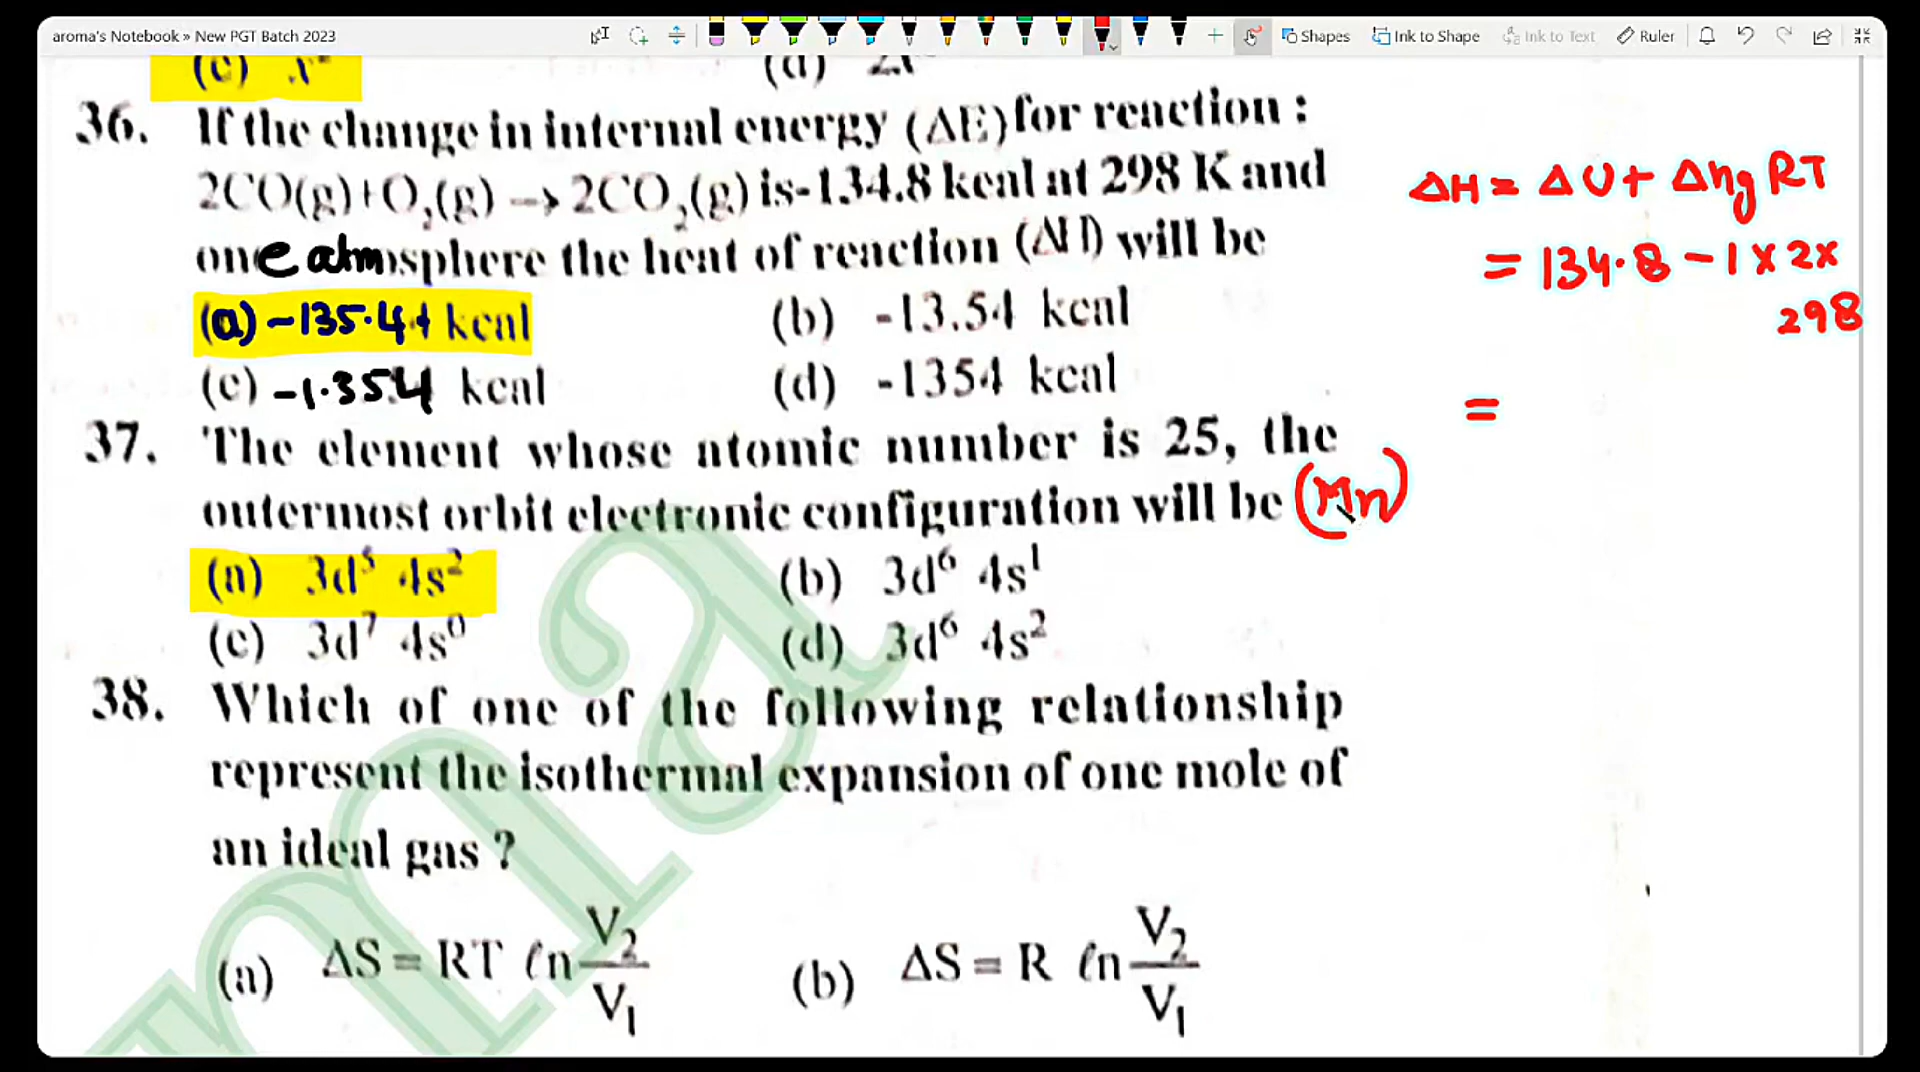 aroma's Notebook » New PGT Batch 2023
Shapes Ink to Shape Ink to Text Ruler
(c) (d)
36. If the change in internal energy (ΔE) for reaction :
2CO(g)+O₂(g) → 2CO₂(g) is-134.8 kcal at 298 K and
one atmosphere the heat of reaction (ΔH) will be
(a) -135.4 kcal (b) -13.54 kcal
(c) -1.354 kcal (d) -1354 kcal
ΔH = ΔU + ΔngRT
= 134.8 - 1 x 2 x
298
=
37. The element whose atomic number is 25, the
outermost orbit electronic configuration will be (Mn)
(a) 3d⁵ 4s² (b) 3d⁶ 4s¹
(c) 3d⁷ 4s⁰ (d) 3d⁶ 4s²
38. Which of one of the following relationship
represent the isothermal expansion of one mole of
an ideal gas ?
(a) ΔS = RT ℓn V₂/V₁ (b) ΔS = R ℓn V₂/V₁